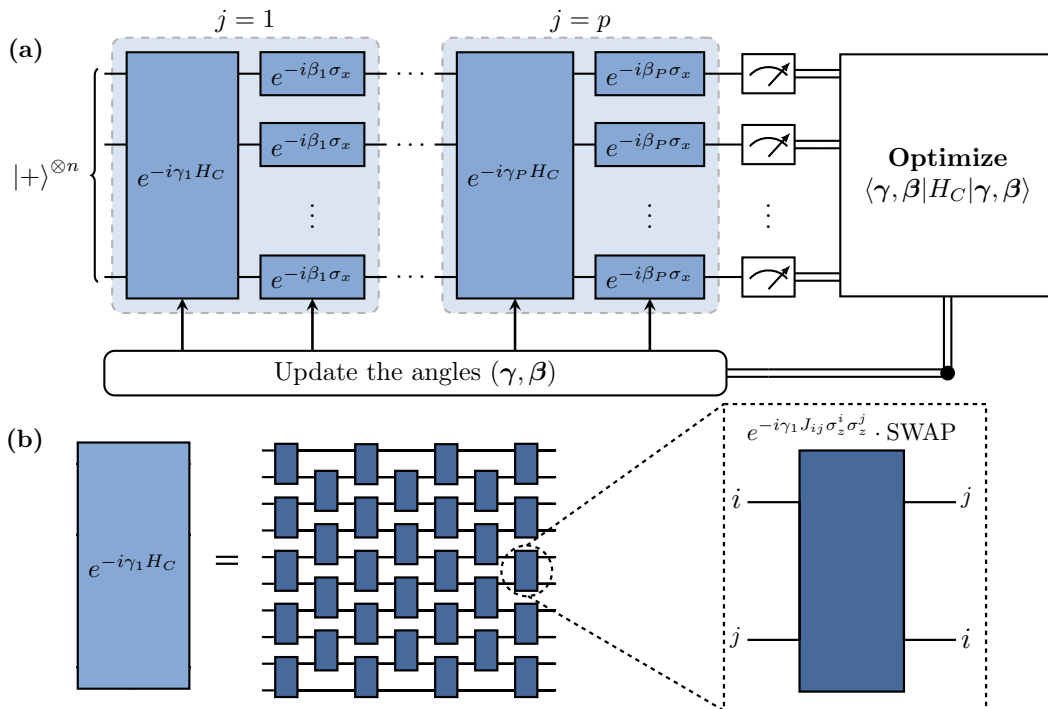 j = 1
j = p
(a)
|+⟩^{⊗n}
e^{-iγ_1 H_C}
e^{-iβ_1 σ_x}
e^{-iβ_1 σ_x}
⋮
e^{-iβ_1 σ_x}
⋯
⋯
⋯
e^{-iγ_P H_C}
e^{-iβ_P σ_x}
e^{-iβ_P σ_x}
⋮
e^{-iβ_P σ_x}
⋮
Optimize
⟨γ, β|H_C|γ, β⟩
Update the angles (γ, β)
(b)
e^{-iγ_1 H_C}
=
e^{-iγ_1 J_{ij} σ_z^i σ_z^j} · SWAP
i
j
j
i